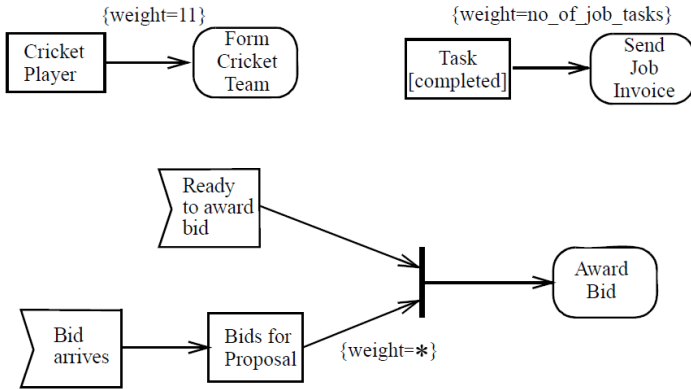 {weight=11}
Cricket
Player
Form
Cricket
Team
{weight=no_of_job_tasks}
Task
[completed]
Send
Job
Invoice
Ready
to award
bid
Bid
arrives
Bids for
Proposal
{weight=*}
Award
Bid